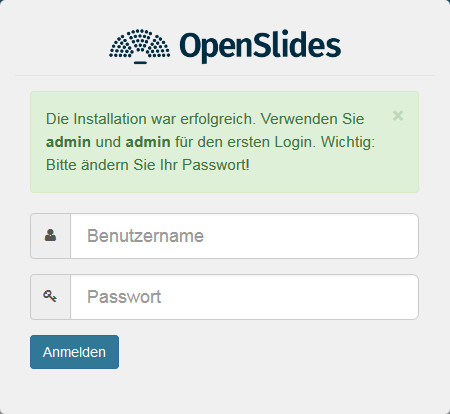 OpenSlides
Die Installation war erfolgreich. Verwenden Sie ×
admin und admin für den ersten Login. Wichtig:
Bitte ändern Sie Ihr Passwort!
Benutzername
Passwort
Anmelden